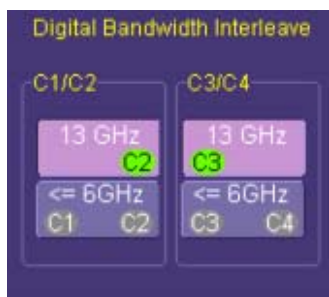 Digital Bandwidth Interleave
C1/C2 C3/C4
13 GHz 13 GHz
C2 C3
<= 6GHz <= 6GHz
C1 C2 C3 C4